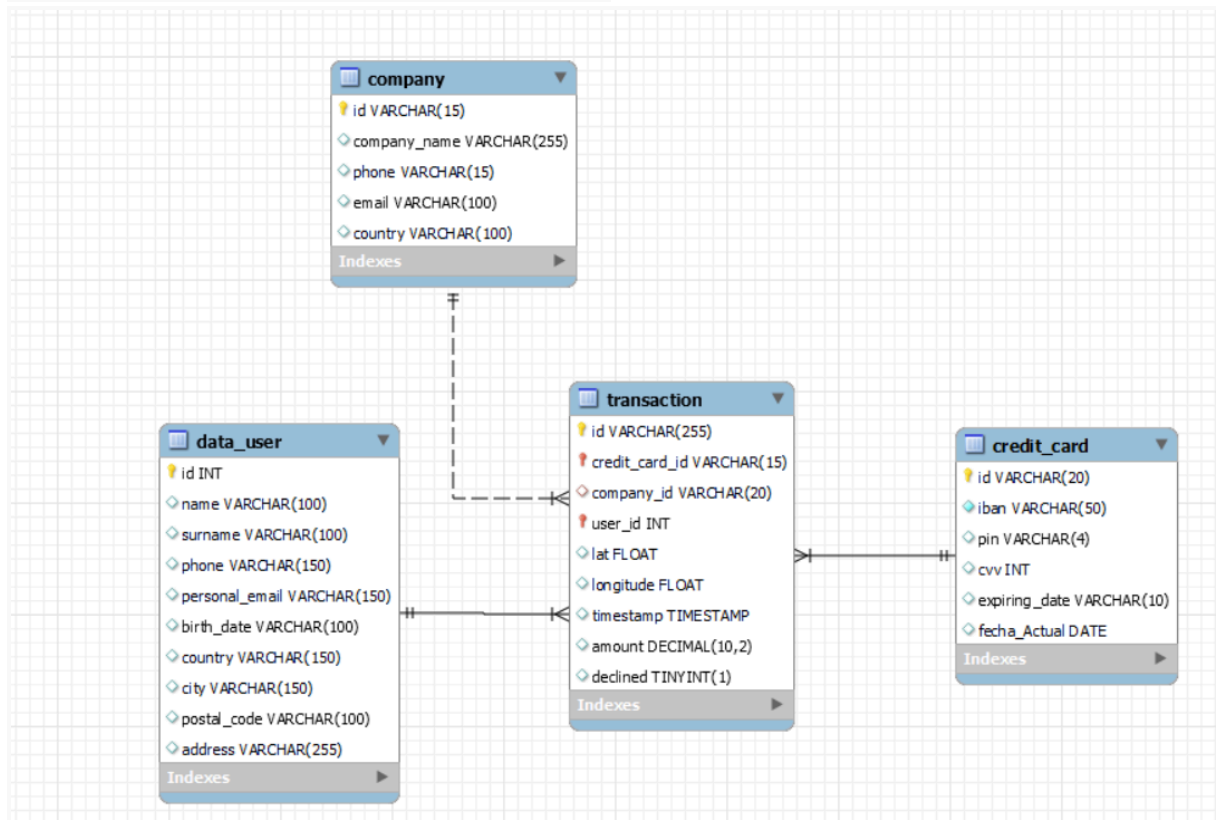 company
id VARCHAR(15)
company_name VARCHAR(255)
phone VARCHAR(15)
email VARCHAR(100)
country VARCHAR(100)
Indexes
data_user
id INT
name VARCHAR(100)
surname VARCHAR(100)
phone VARCHAR(150)
personal_email VARCHAR(150)
birth_date VARCHAR(100)
country VARCHAR(150)
city VARCHAR(150)
postal_code VARCHAR(100)
address VARCHAR(255)
Indexes
transaction
id VARCHAR(255)
credit_card_id VARCHAR(15)
company_id VARCHAR(20)
user_id INT
lat FLOAT
longitude FLOAT
timestamp TIMESTAMP
amount DECIMAL(10,2)
declined TINYINT(1)
Indexes
credit_card
id VARCHAR(20)
iban VARCHAR(50)
pin VARCHAR(4)
cvv INT
expiring_date VARCHAR(10)
fecha_Actual DATE
Indexes